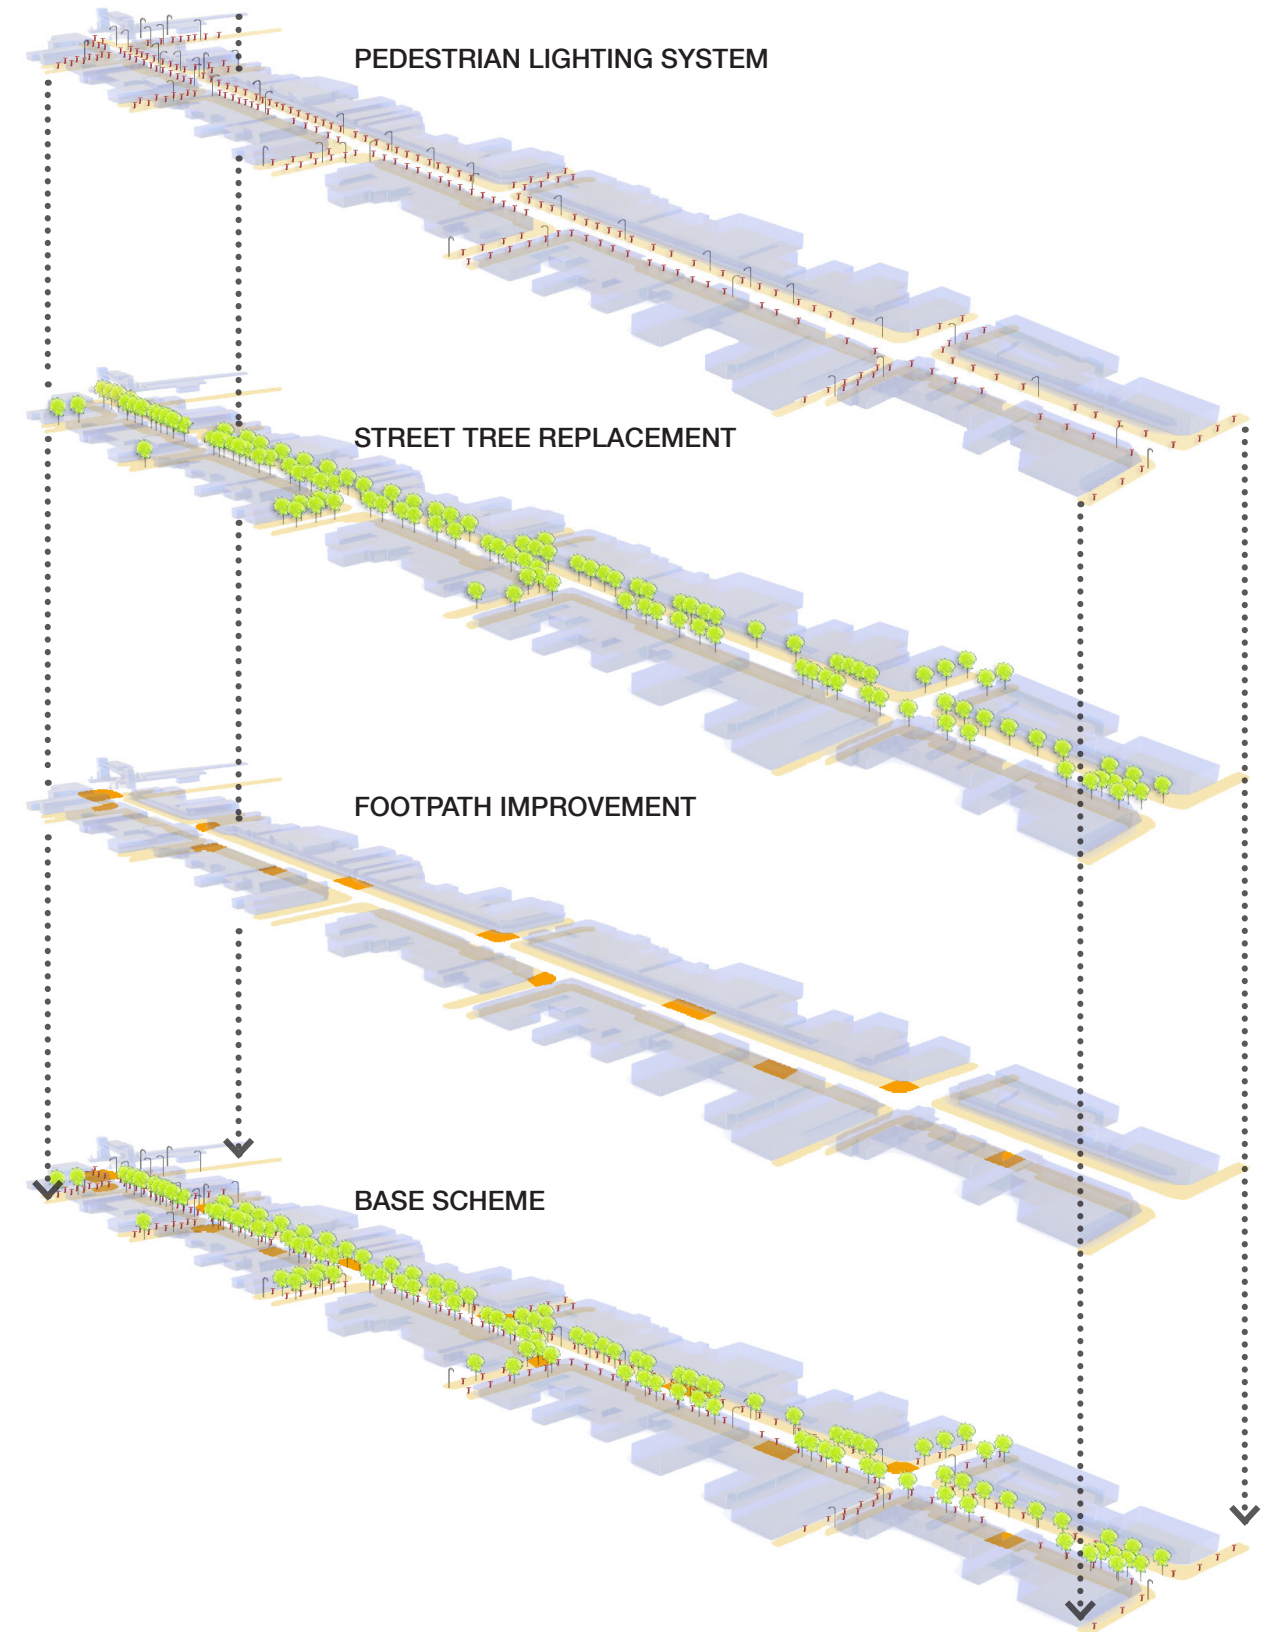 PEDESTRIAN LIGHTING SYSTEM
STREET TREE REPLACEMENT
FOOTPATH IMPROVEMENT
BASE SCHEME